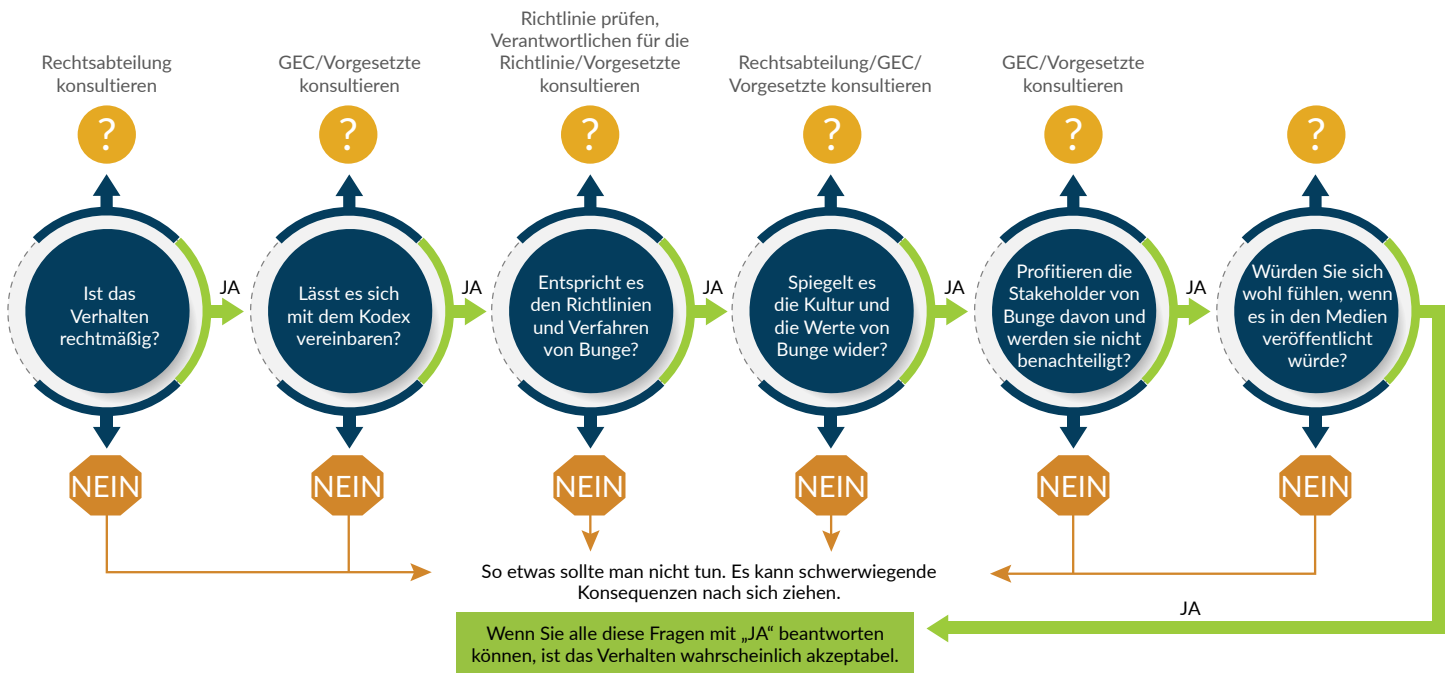 Rechtsabteilung
konsultieren
GEC/Vorgesetzte
konsultieren
Richtlinie prüfen,
Verantwortlichen für die
Richtlinie/Vorgesetzte
konsultieren
Rechtsabteilung/GEC/
Vorgesetzte konsultieren
GEC/Vorgesetzte
konsultieren
?
?
?
?
?
?
Ist das
Verhalten
rechtmäßig?
JA
Lässt es sich
mit dem Kodex
vereinbaren?
JA
Entspricht es
den Richtlinien
und Verfahren
von Bunge?
JA
Spiegelt es
die Kultur und
die Werte von
Bunge wider?
JA
Profitieren die
Stakeholder von
Bunge davon und
werden sie nicht
benachteiligt?
JA
Würden Sie sich
wohl fühlen, wenn
es in den Medien
veröffentlicht
würde?
NEIN
NEIN
NEIN
NEIN
NEIN
NEIN
So etwas sollte man nicht tun. Es kann schwerwiegende
Konsequenzen nach sich ziehen.
JA
Wenn Sie alle diese Fragen mit „JA“ beantworten
können, ist das Verhalten wahrscheinlich akzeptabel.